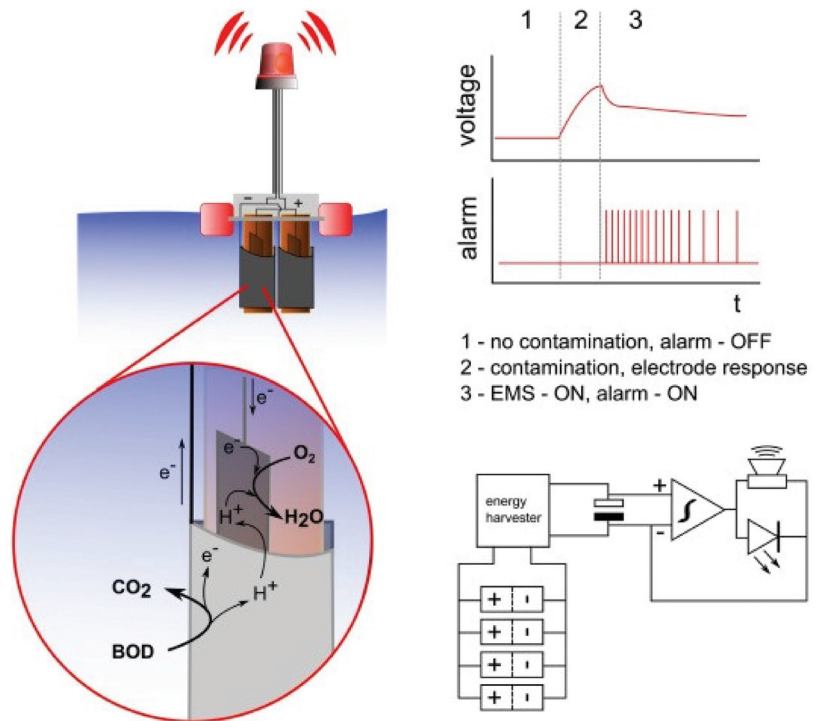 − +
e-
e-
e-
O₂
H⁺
H₂O
e-
CO₂
H⁺
BOD
1 2 3
voltage
alarm
t
1 - no contamination, alarm - OFF
2 - contamination, electrode response
3 - EMS - ON, alarm - ON
energy
harvester
+
-
+ -
+ -
+ -
+ -